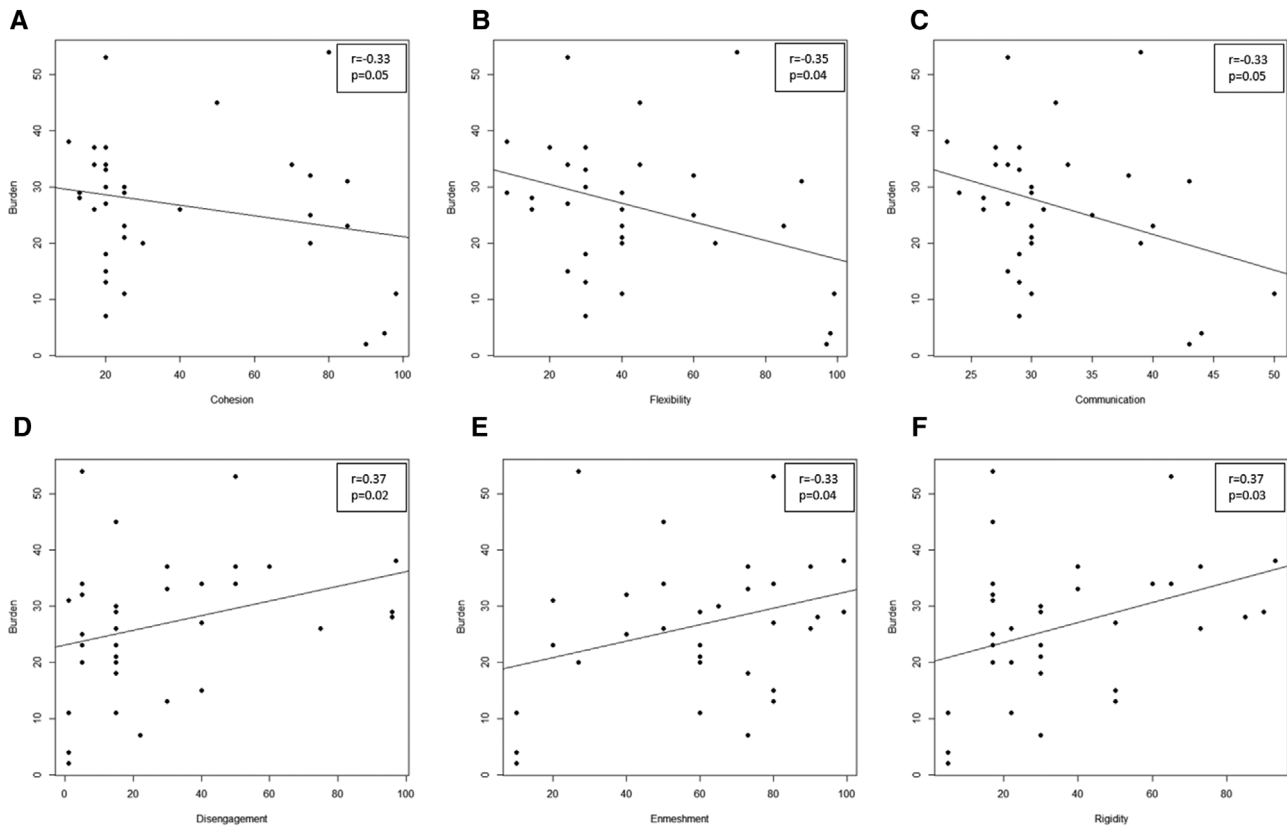 A
r=-0.33
p=0.05
Burden
0 10 20 30 40 50
20 40 60 80 100
Cohesion
B
r=-0.35
p=0.04
Burden
0 10 20 30 40 50
20 40 60 80 100
Flexibility
C
r=-0.33
p=0.05
Burden
0 10 20 30 40 50
25 30 35 40 45 50
Communication
D
r=0.37
p=0.02
Burden
0 10 20 30 40 50
0 20 40 60 80 100
Disengagement
E
r=-0.33
p=0.04
Burden
0 10 20 30 40 50
20 40 60 80 100
Enmeshment
F
r=0.37
p=0.03
Burden
0 10 20 30 40 50
20 40 60 80
Rigidity